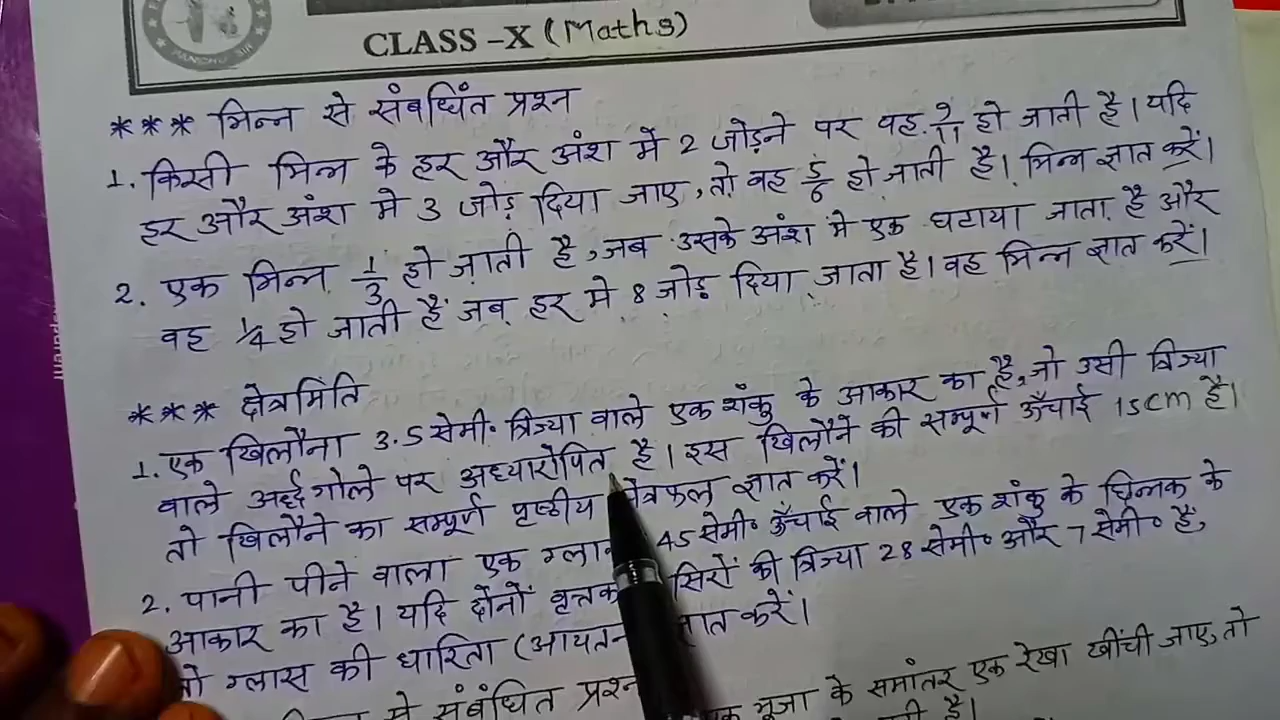 CLASS -X (Maths)
*** भिन्न से संबंधित प्रश्न
1. किसी भिन्न के हर और अंश में 2 जोड़ने पर वह 9/11 हो जाती है। यदि
हर और अंश मे 3 जोड़ दिया जाए, तो वह 5/6 हो जाती है। भिन्न ज्ञात करें।
2. एक भिन्न 1/3 हो जाती है, जब उसके अंश मे एक घटाया जाता है और
वह 1/4 हो जाती हैं जब हर मे 8 जोड़ दिया जाता है। वह भिन्न ज्ञात करें।
*** क्षेत्रमिति
1. एक खिलौना 3.5 सेमी॰ त्रिज्या वाले एक शंकु के आकार का है, जो उसी त्रिज्या
वाले अर्द्धगोले पर अध्यारोपित है। इस खिलौने की सम्पूर्ण ऊँचाई 15cm है।
तो खिलौने का सम्पूर्ण पृष्ठीय क्षेत्रफल ज्ञात करें।
2. पानी पीने वाला एक 45 सेमी॰ ऊँचाई वाले एक शंकु के छिन्नक के
आकार का है। यदि दोनों सिरों की त्रिज्या 28 सेमी॰ और 7 सेमी॰ है,
तो ग्लास की धारिता (आयतन ज्ञात करें।
से संबंधित प्रश्न
एक भूजा के समांतर एक रेखा खींची जाए, तो
है।